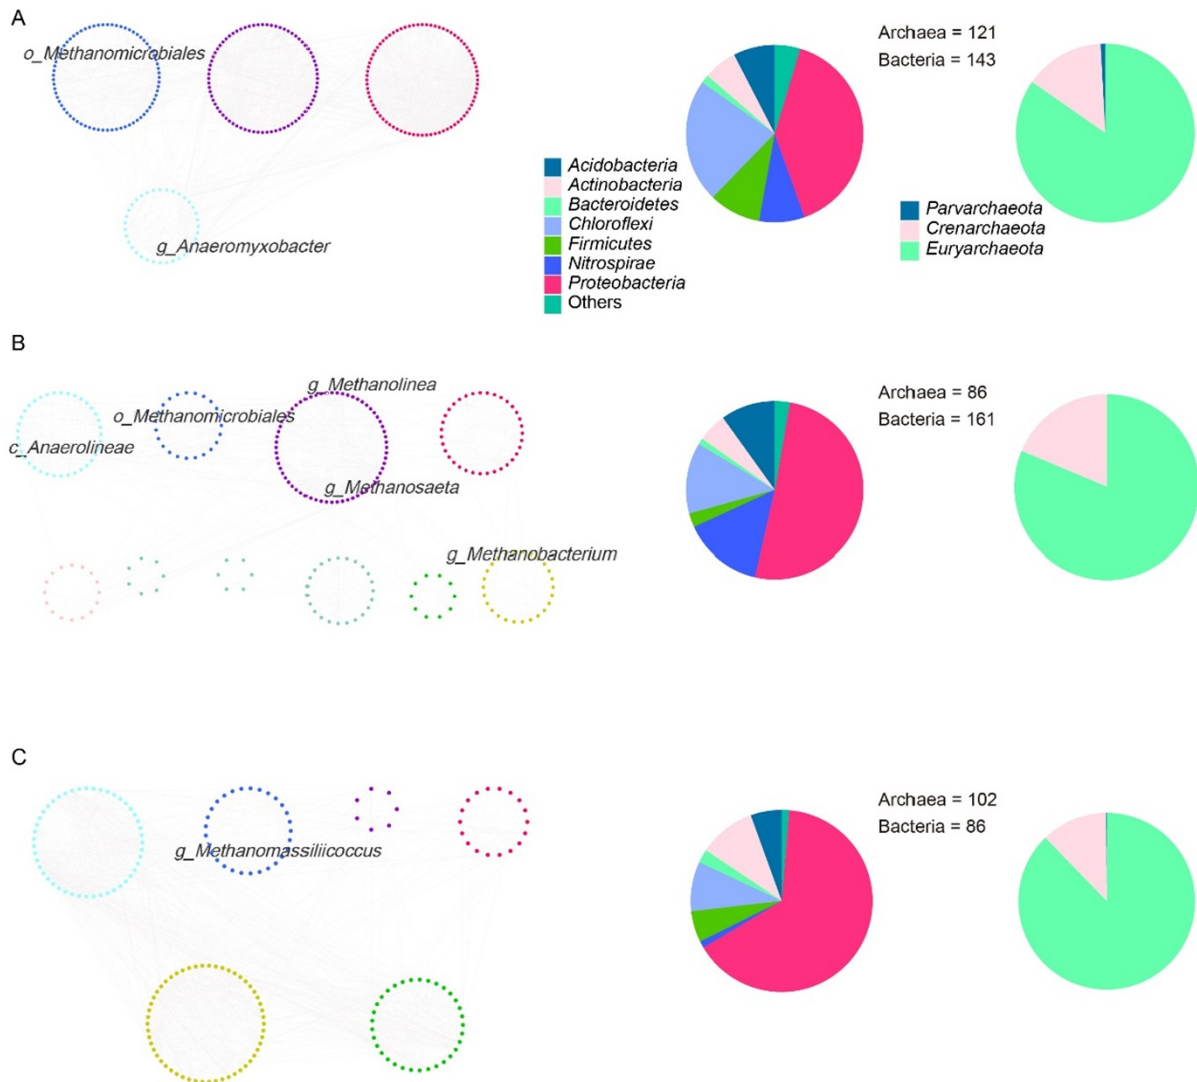 A
o_Methanomicrobiales
g_Anaeromyxobacter
Acidobacteria
Actinobacteria
Bacteroidetes
Chloroflexi
Firmicutes
Nitrospirae
Proteobacteria
Others
Archaea = 121
Bacteria = 143
Parvarchaeota
Crenarchaeota
Euryarchaeota
B
g_Methanolinea
o_Methanomicrobiales
c_Anaerolineae
g_Methanosaeta
g_Methanobacterium
Archaea = 86
Bacteria = 161
C
g_Methanomassiliicoccus
Archaea = 102
Bacteria = 86